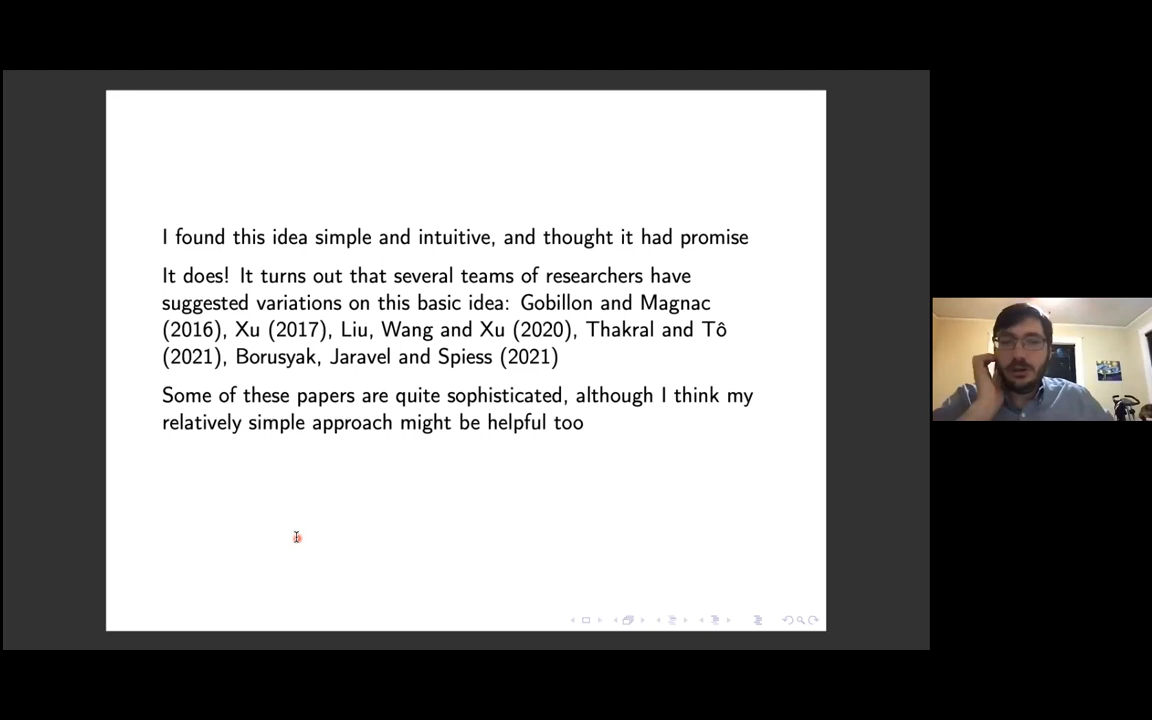 I found this idea simple and intuitive, and thought it had promise
It does! It turns out that several teams of researchers have
suggested variations on this basic idea: Gobillon and Magnac
(2016), Xu (2017), Liu, Wang and Xu (2020), Thakral and Tô
(2021), Borusyak, Jaravel and Spiess (2021)
Some of these papers are quite sophisticated, although I think my
relatively simple approach might be helpful too